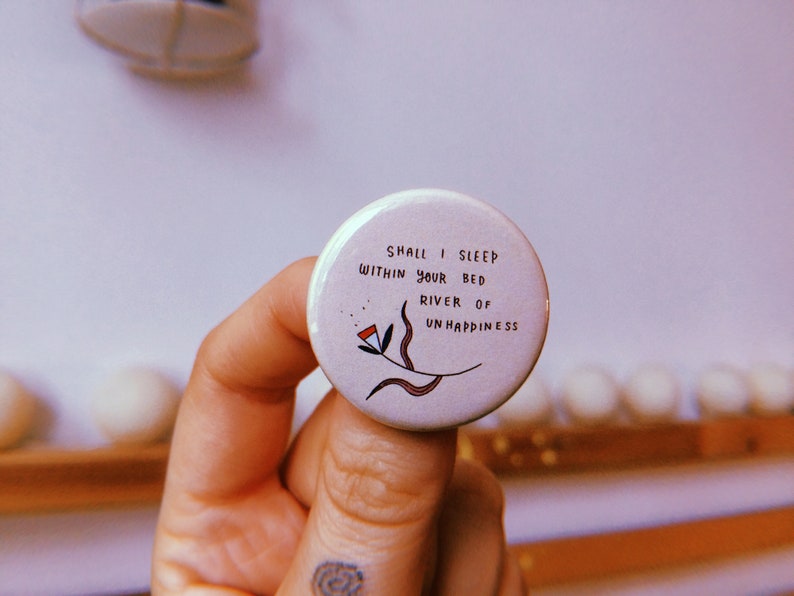 SHALL I SLEEP
WITHIN YOUR BED
RIVER OF
UNHAPPINESS